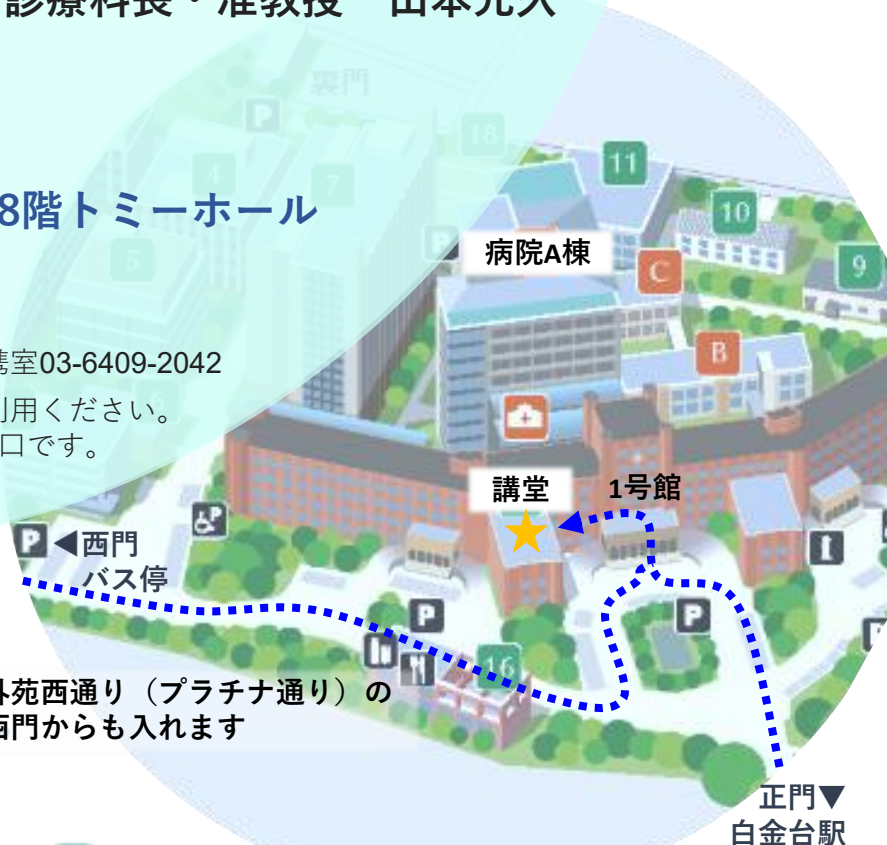 診療科長・准教授 山本元久
裏門
P
18
4
7
11
8階トミーホール
10
P
5
病院A棟
9
C
携室03-6409-2042
B
利用ください。
6
口です。
講堂 1号館
P ◀西門
バス停
P
P
16
外苑西通り（プラチナ通り）の
西門からも入れます
正門▼
白金台駅